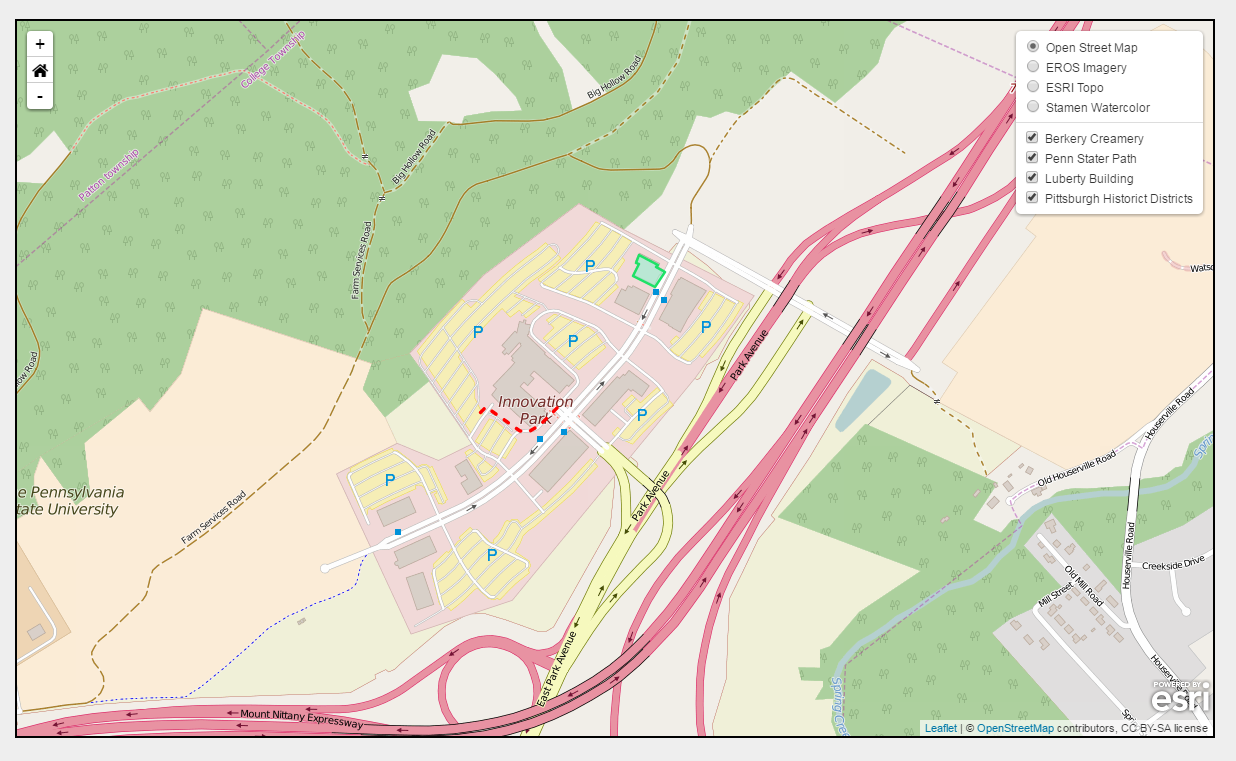 +
-
Open Street Map
EROS Imagery
ESRI Topo
Stamen Watercolor
Berkery Creamery
Penn Stater Path
Luberty Building
Pittsburgh Historict Districts
College Township
Patton township
Big Hollow Road
Big Hollow Road
Farm Services Road
ow Road
P
P
P
P
Park Avenue
Innovation
Park
P
P
P
e Pennsylvania
tate University
Farm Services Road
Park Avenue
East Park Avenue
Mount Nittany Expressway
Watso
Houserville Road
Old Houserville Road
Sprin
Houserville Road
Creekside Drive
Old Mill Road
Mill Street
Houserville
Spring Cree
POWERED BY
esri
Leaflet | © OpenStreetMap contributors, CC-BY-SA license